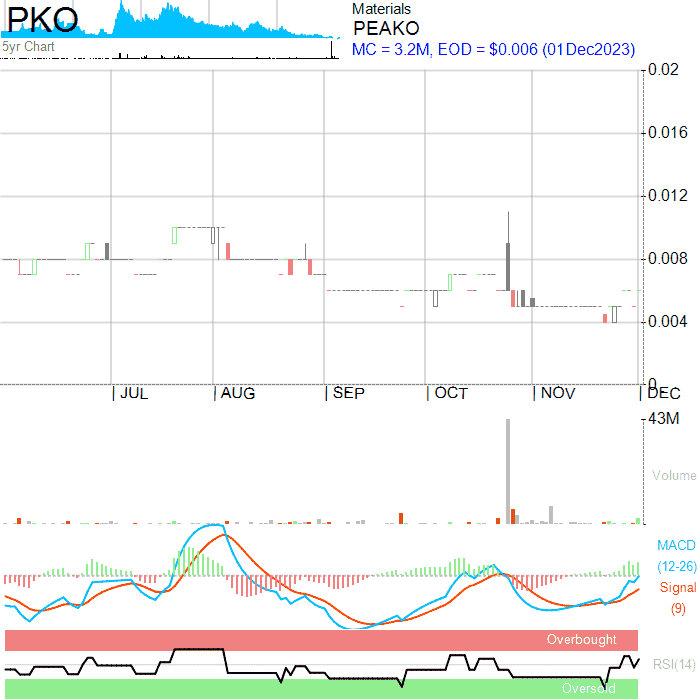 PKO
5yr Chart
Materials
PEAKO
MC = 3.2M, EOD = $0.006 (01Dec2023)
0.02
0.016
0.012
0.008
0.004
0
JUL AUG SEP OCT NOV DEC
43M
Volume
MACD
(12-26)
Signal
(9)
Overbought
RSI(14)
Oversold